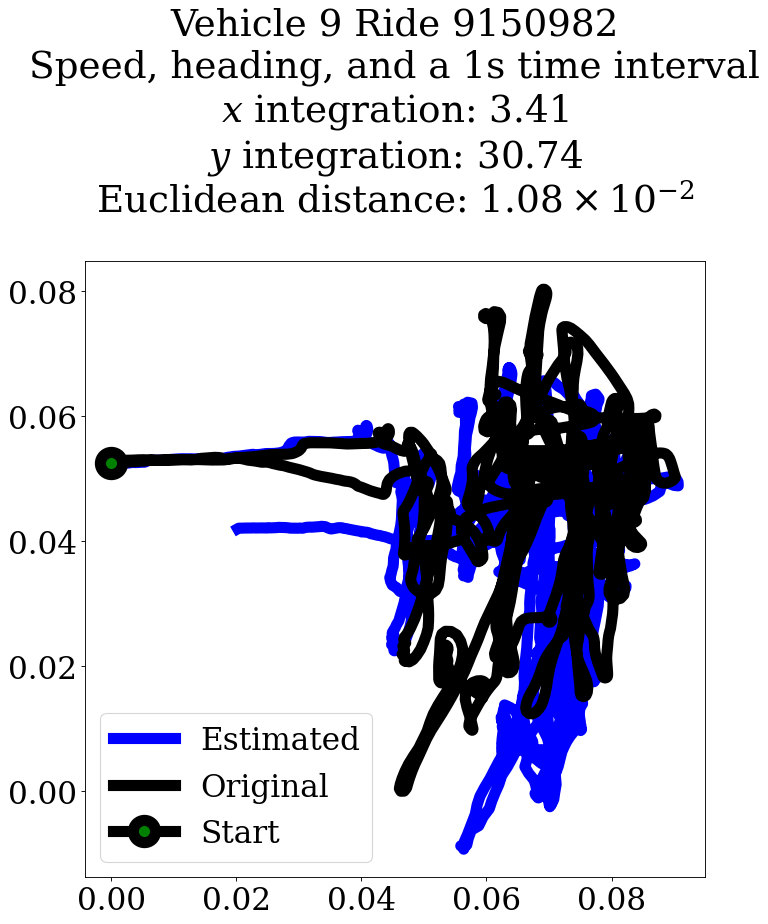 Vehicle 9 Ride 9150982
Speed, heading, and a 1s time interval
x integration: 3.41
y integration: 30.74
Euclidean distance: 1.08 × 10⁻²
0.08
0.06
0.04
0.02
0.00
Estimated
Original
Start
0.00 0.02 0.04 0.06 0.08